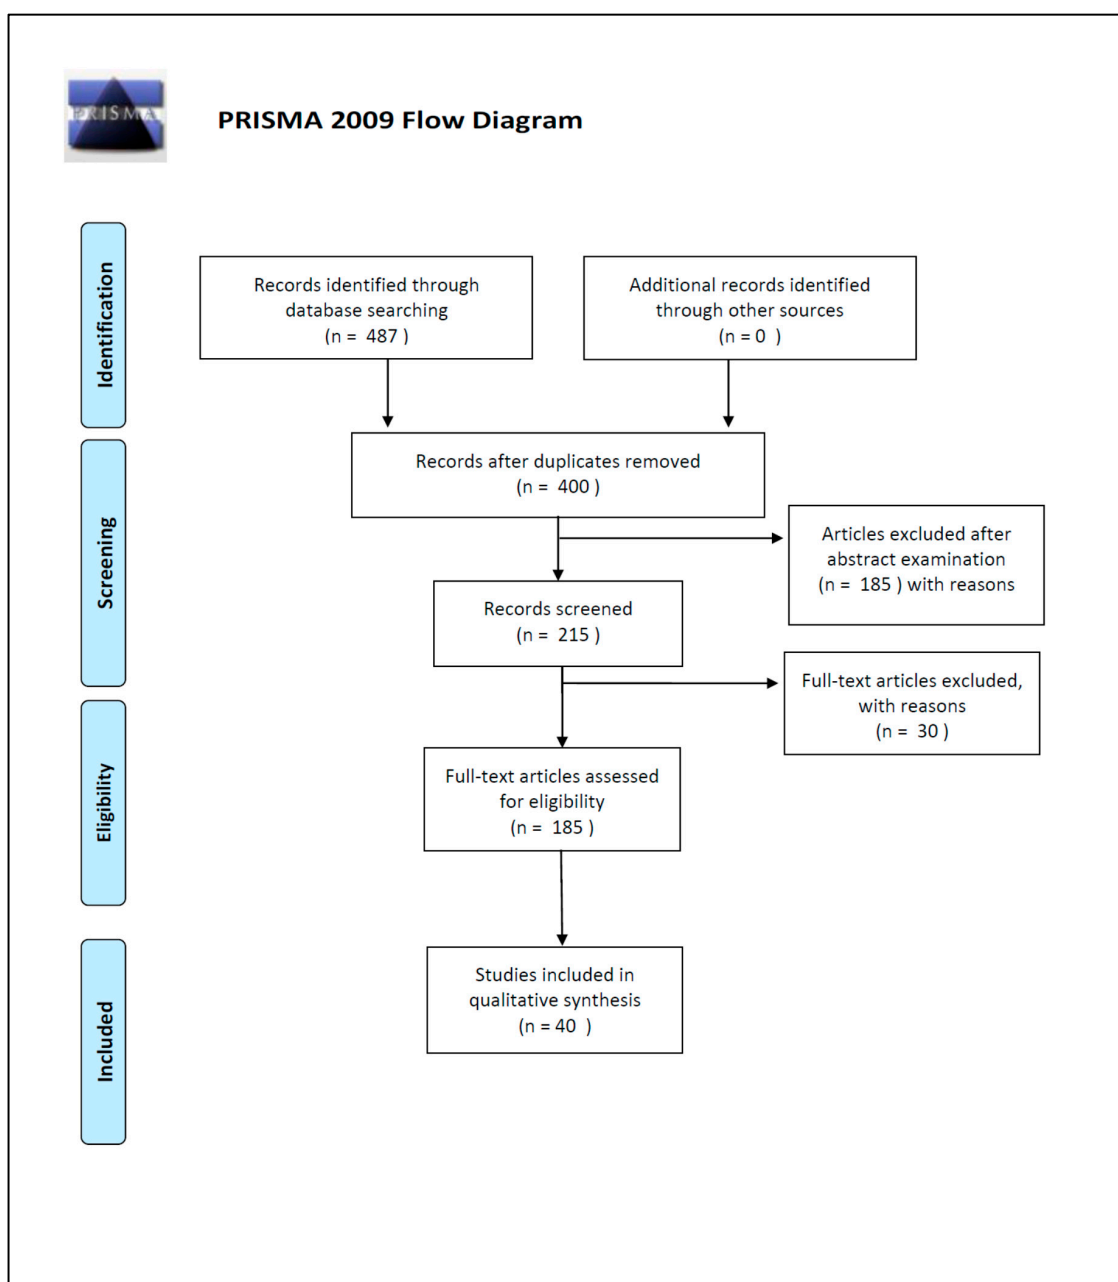 PRISMA
PRISMA 2009 Flow Diagram
Identification
Records identified through
database searching
(n = 487 )
Additional records identified
through other sources
(n = 0 )
Screening
Records after duplicates removed
(n = 400 )
Articles excluded after
abstract examination
(n = 185 ) with reasons
Records screened
(n = 215 )
Full-text articles excluded,
with reasons
(n = 30 )
Eligibility
Full-text articles assessed
for eligibility
(n = 185 )
Included
Studies included in
qualitative synthesis
(n = 40 )